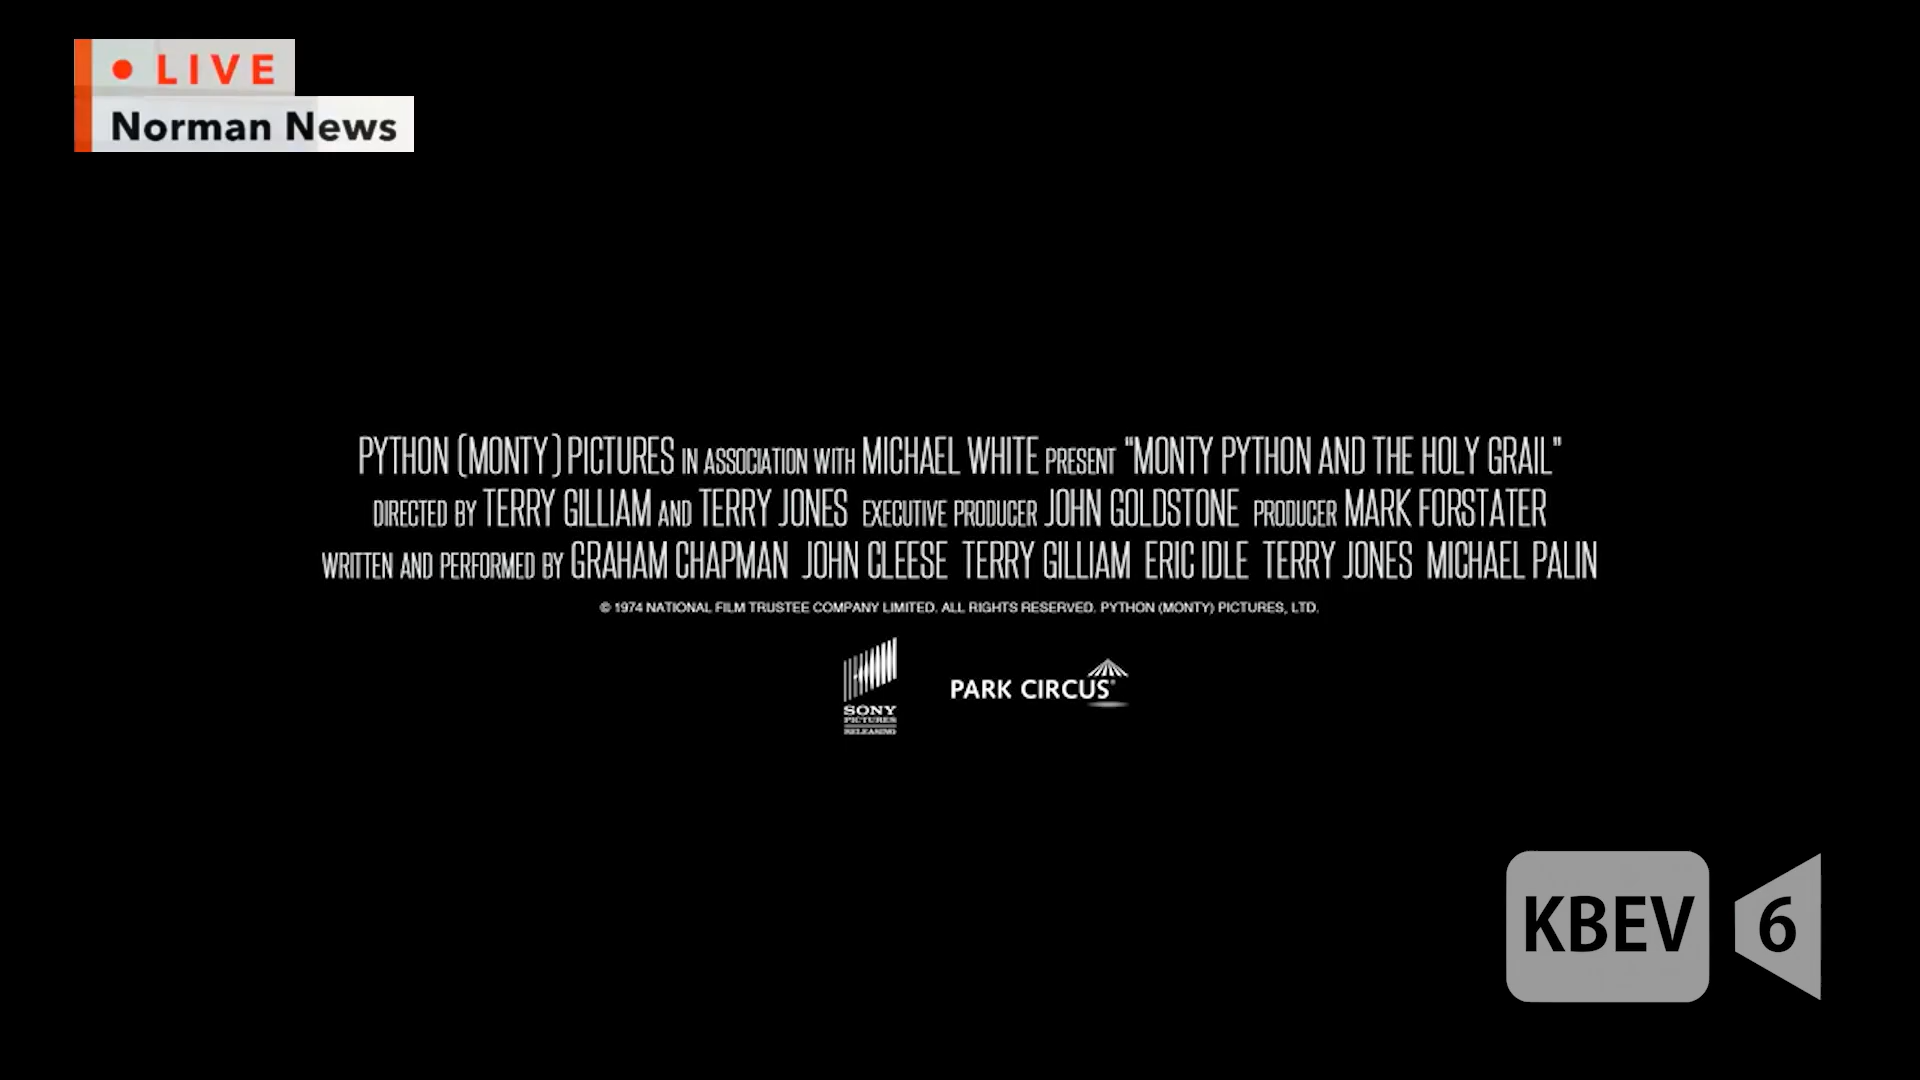 LIVE
Norman News
PYTHON (MONTY) PICTURES IN ASSOCIATION WITH MICHAEL WHITE PRESENT "MONTY PYTHON AND THE HOLY GRAIL"
DIRECTED BY TERRY GILLIAM AND TERRY JONES EXECUTIVE PRODUCER JOHN GOLDSTONE PRODUCER MARK FORSTATER
WRITTEN AND PERFORMED BY GRAHAM CHAPMAN JOHN CLEESE TERRY GILLIAM ERIC IDLE TERRY JONES MICHAEL PALIN
© 1974 NATIONAL FILM TRUSTEE COMPANY LIMITED. ALL RIGHTS RESERVED. PYTHON (MONTY) PICTURES, LTD.
SONY
PICTURES
RELEASING
PARK CIRCUS
KBEV 6